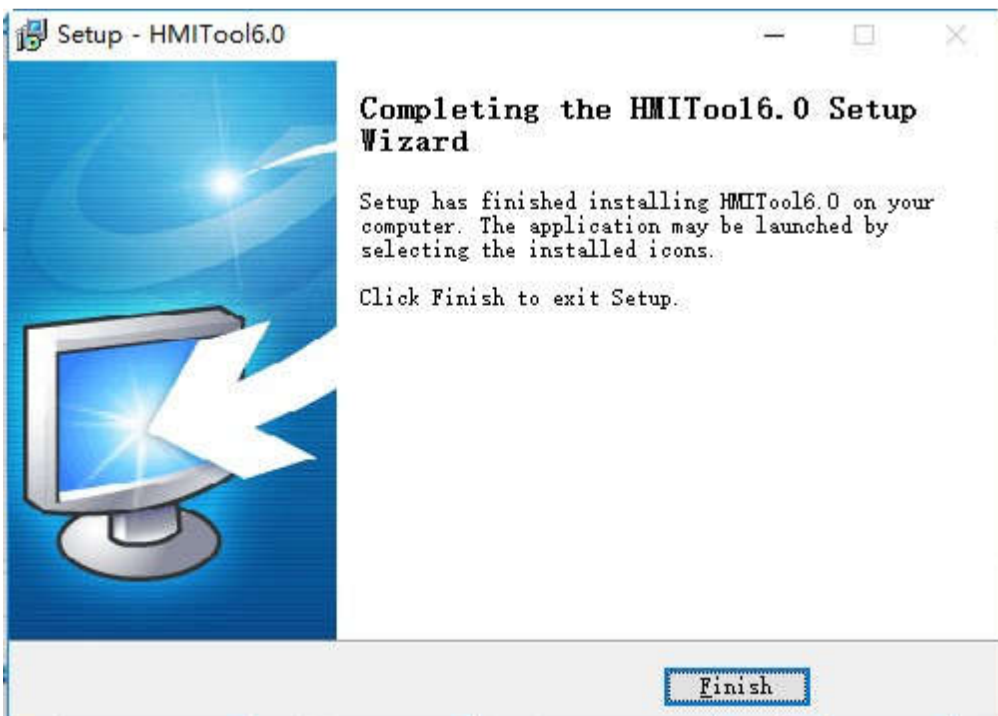 Setup - HMITool6.0
Completing the HMITool6.0 Setup
Wizard
Setup has finished installing HMITool6.0 on your
computer. The application may be launched by
selecting the installed icons.
Click Finish to exit Setup.
Finish